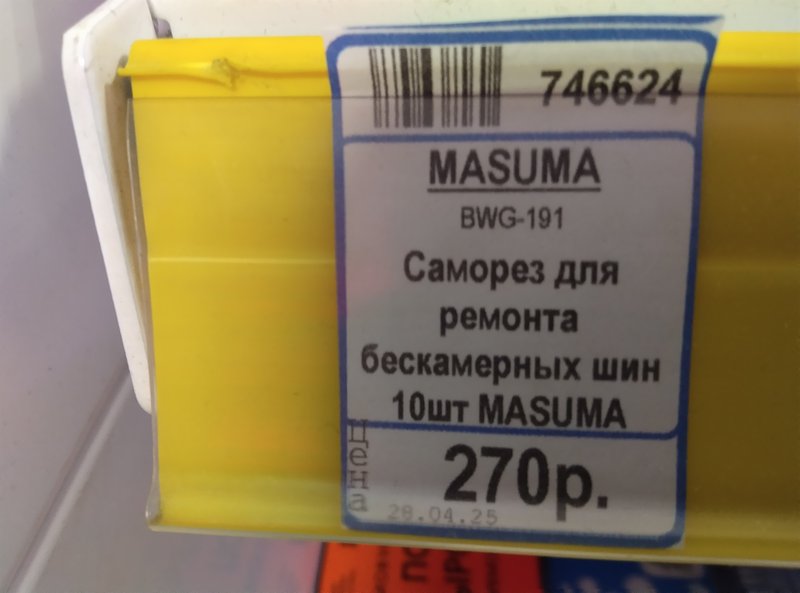 746624
MASUMA
BWG-191
Саморез для
ремонта
бескамерных шин
10шт MASUMA
Цена
270р.
28.04.25